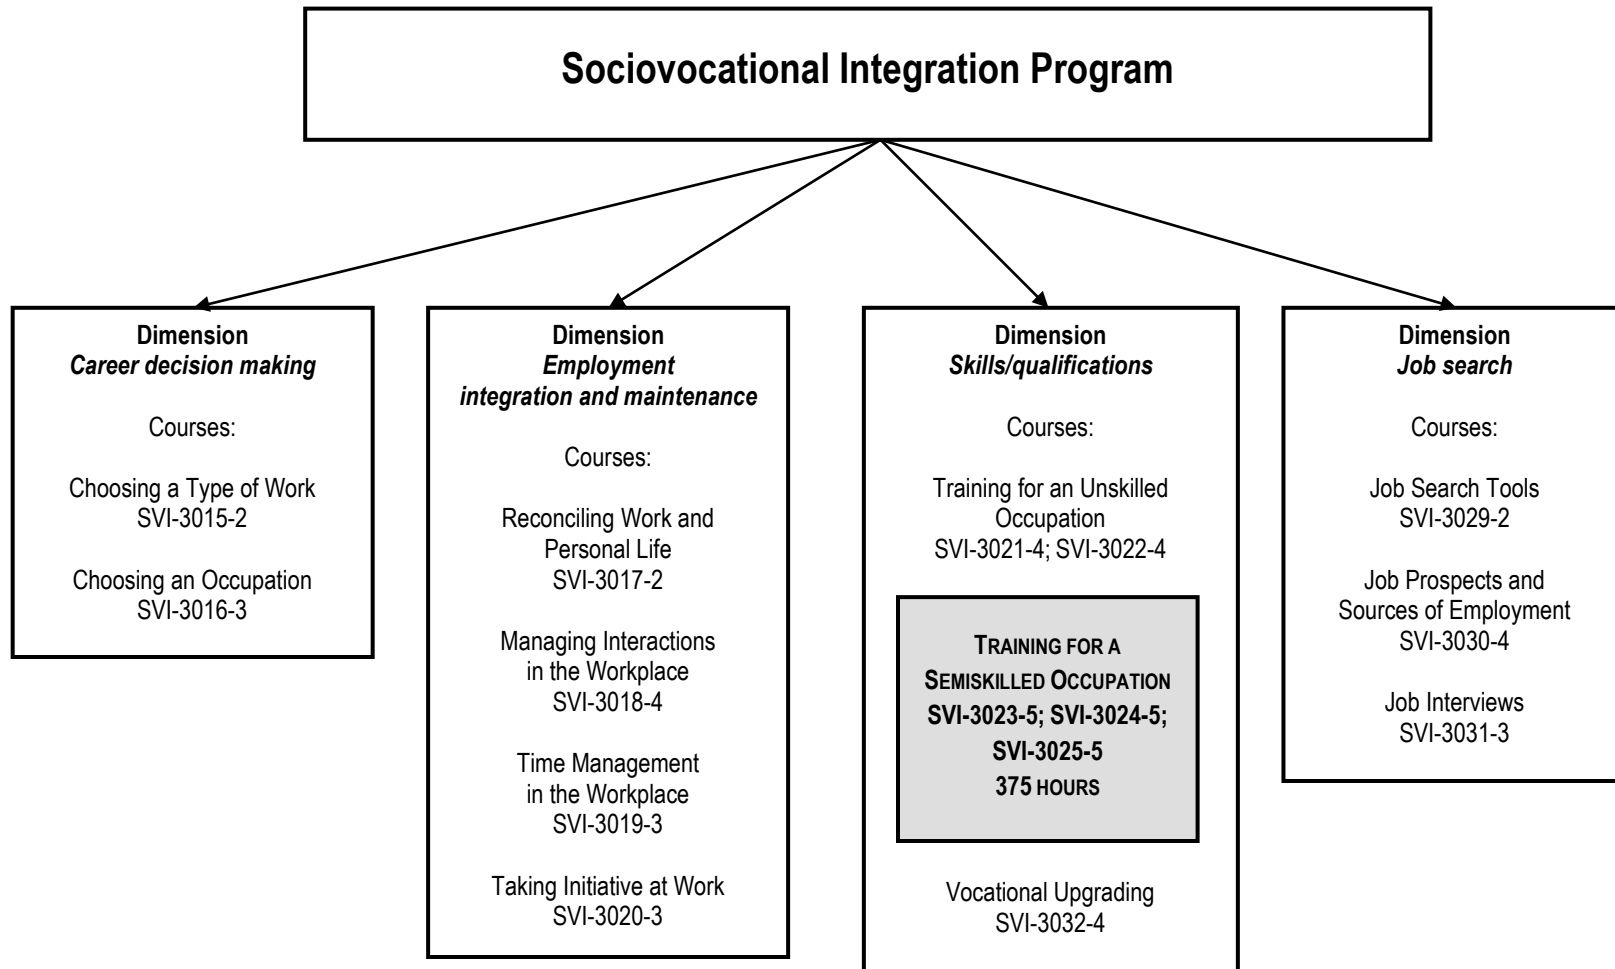 Sociovocational Integration Program
Dimension
Career decision making
Courses:
Choosing a Type of Work
SVI-3015-2
Choosing an Occupation
SVI-3016-3
Dimension
Employment
integration and maintenance
Courses:
Reconciling Work and
Personal Life
SVI-3017-2
Managing Interactions
in the Workplace
SVI-3018-4
Time Management
in the Workplace
SVI-3019-3
Taking Initiative at Work
SVI-3020-3
Dimension
Skills/qualifications
Courses:
Training for an Unskilled
Occupation
SVI-3021-4; SVI-3022-4
TRAINING FOR A
SEMISKILLED OCCUPATION
SVI-3023-5; SVI-3024-5;
SVI-3025-5
375 HOURS
Vocational Upgrading
SVI-3032-4
Dimension
Job search
Courses:
Job Search Tools
SVI-3029-2
Job Prospects and
Sources of Employment
SVI-3030-4
Job Interviews
SVI-3031-3